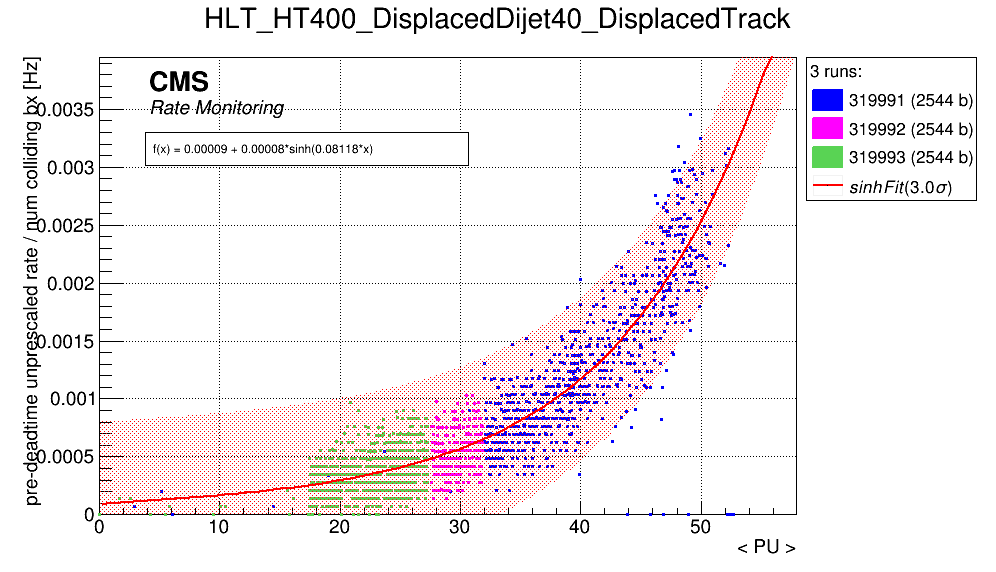 HLT_HT400_DisplacedDijet40_DisplacedTrack
pre-deadtime unprescaled rate / num colliding bx [Hz]
CMS
Rate Monitoring
f(x) = 0.00009 + 0.00008*sinh(0.08118*x)
0.0035
0.003
0.0025
0.002
0.0015
0.001
0.0005
0
0 10 20 30 40 50
< PU >
3 runs:
319991 (2544 b)
319992 (2544 b)
319993 (2544 b)
sinhFit(3.0σ)